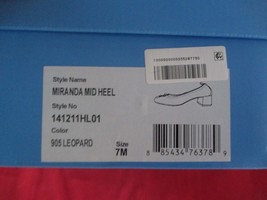 Style Name
MIRANDA MID HEEL
Style No
141211HL01
Color
905 LEOPARD
Size
7M
8 85434 76378 9